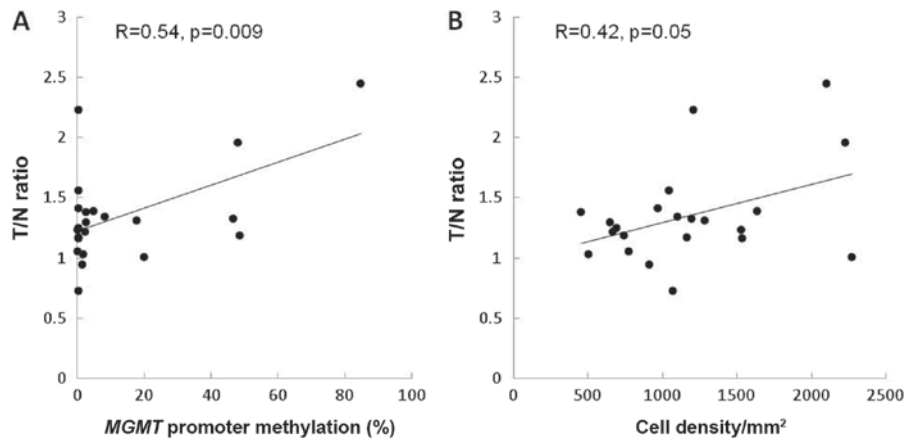 A
R=0.54, p=0.009
3
2.5
2
1.5
1
0.5
0
T/N ratio
0 20 40 60 80 100
MGMT promoter methylation (%)
B
R=0.42, p=0.05
3
2.5
2
1.5
1
0.5
0
T/N ratio
0 500 1000 1500 2000 2500
Cell density/mm²